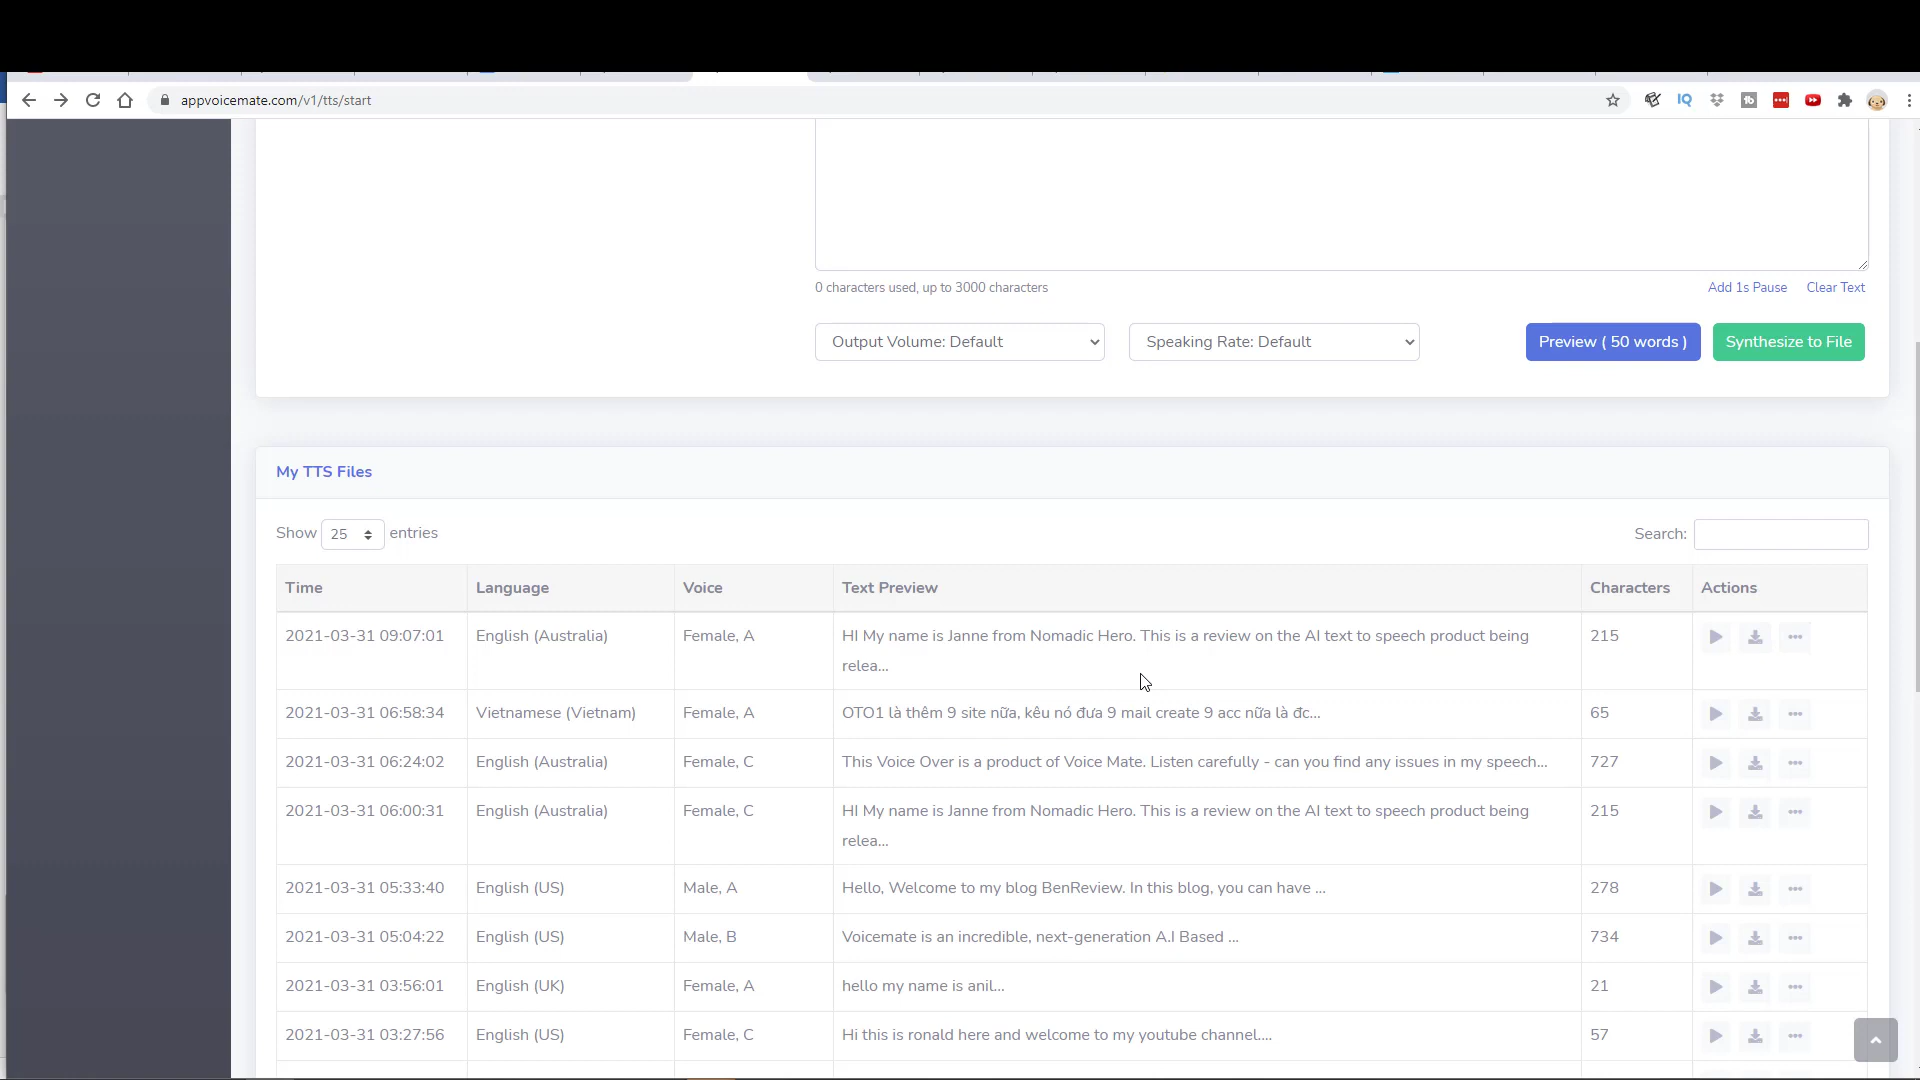 appvoicemate.com/v1/tts/start
IQ
tb
0 characters used, up to 3000 characters
Add 1s Pause
Clear Text
Output Volume: Default
Speaking Rate: Default
Preview ( 50 words )
Synthesize to File
My TTS Files
Show 25 entries
Search:
Time Language Voice Text Preview Characters Actions
2021-03-31 09:07:01 English (Australia) Female, A HI My name is Janne from Nomadic Hero. This is a review on the AI text to speech product being 215
relea...
2021-03-31 06:58:34 Vietnamese (Vietnam) Female, A OTO1 là thêm 9 site nữa, kêu nó đưa 9 mail create 9 acc nữa là đc... 65
2021-03-31 06:24:02 English (Australia) Female, C This Voice Over is a product of Voice Mate. Listen carefully - can you find any issues in my speech... 727
2021-03-31 06:00:31 English (Australia) Female, C HI My name is Janne from Nomadic Hero. This is a review on the AI text to speech product being 215
relea...
2021-03-31 05:33:40 English (US) Male, A Hello, Welcome to my blog BenReview. In this blog, you can have ... 278
2021-03-31 05:04:22 English (US) Male, B Voicemate is an incredible, next-generation A.I Based ... 734
2021-03-31 03:56:01 English (UK) Female, A hello my name is anil... 21
2021-03-31 03:27:56 English (US) Female, C Hi this is ronald here and welcome to my youtube channel.... 57